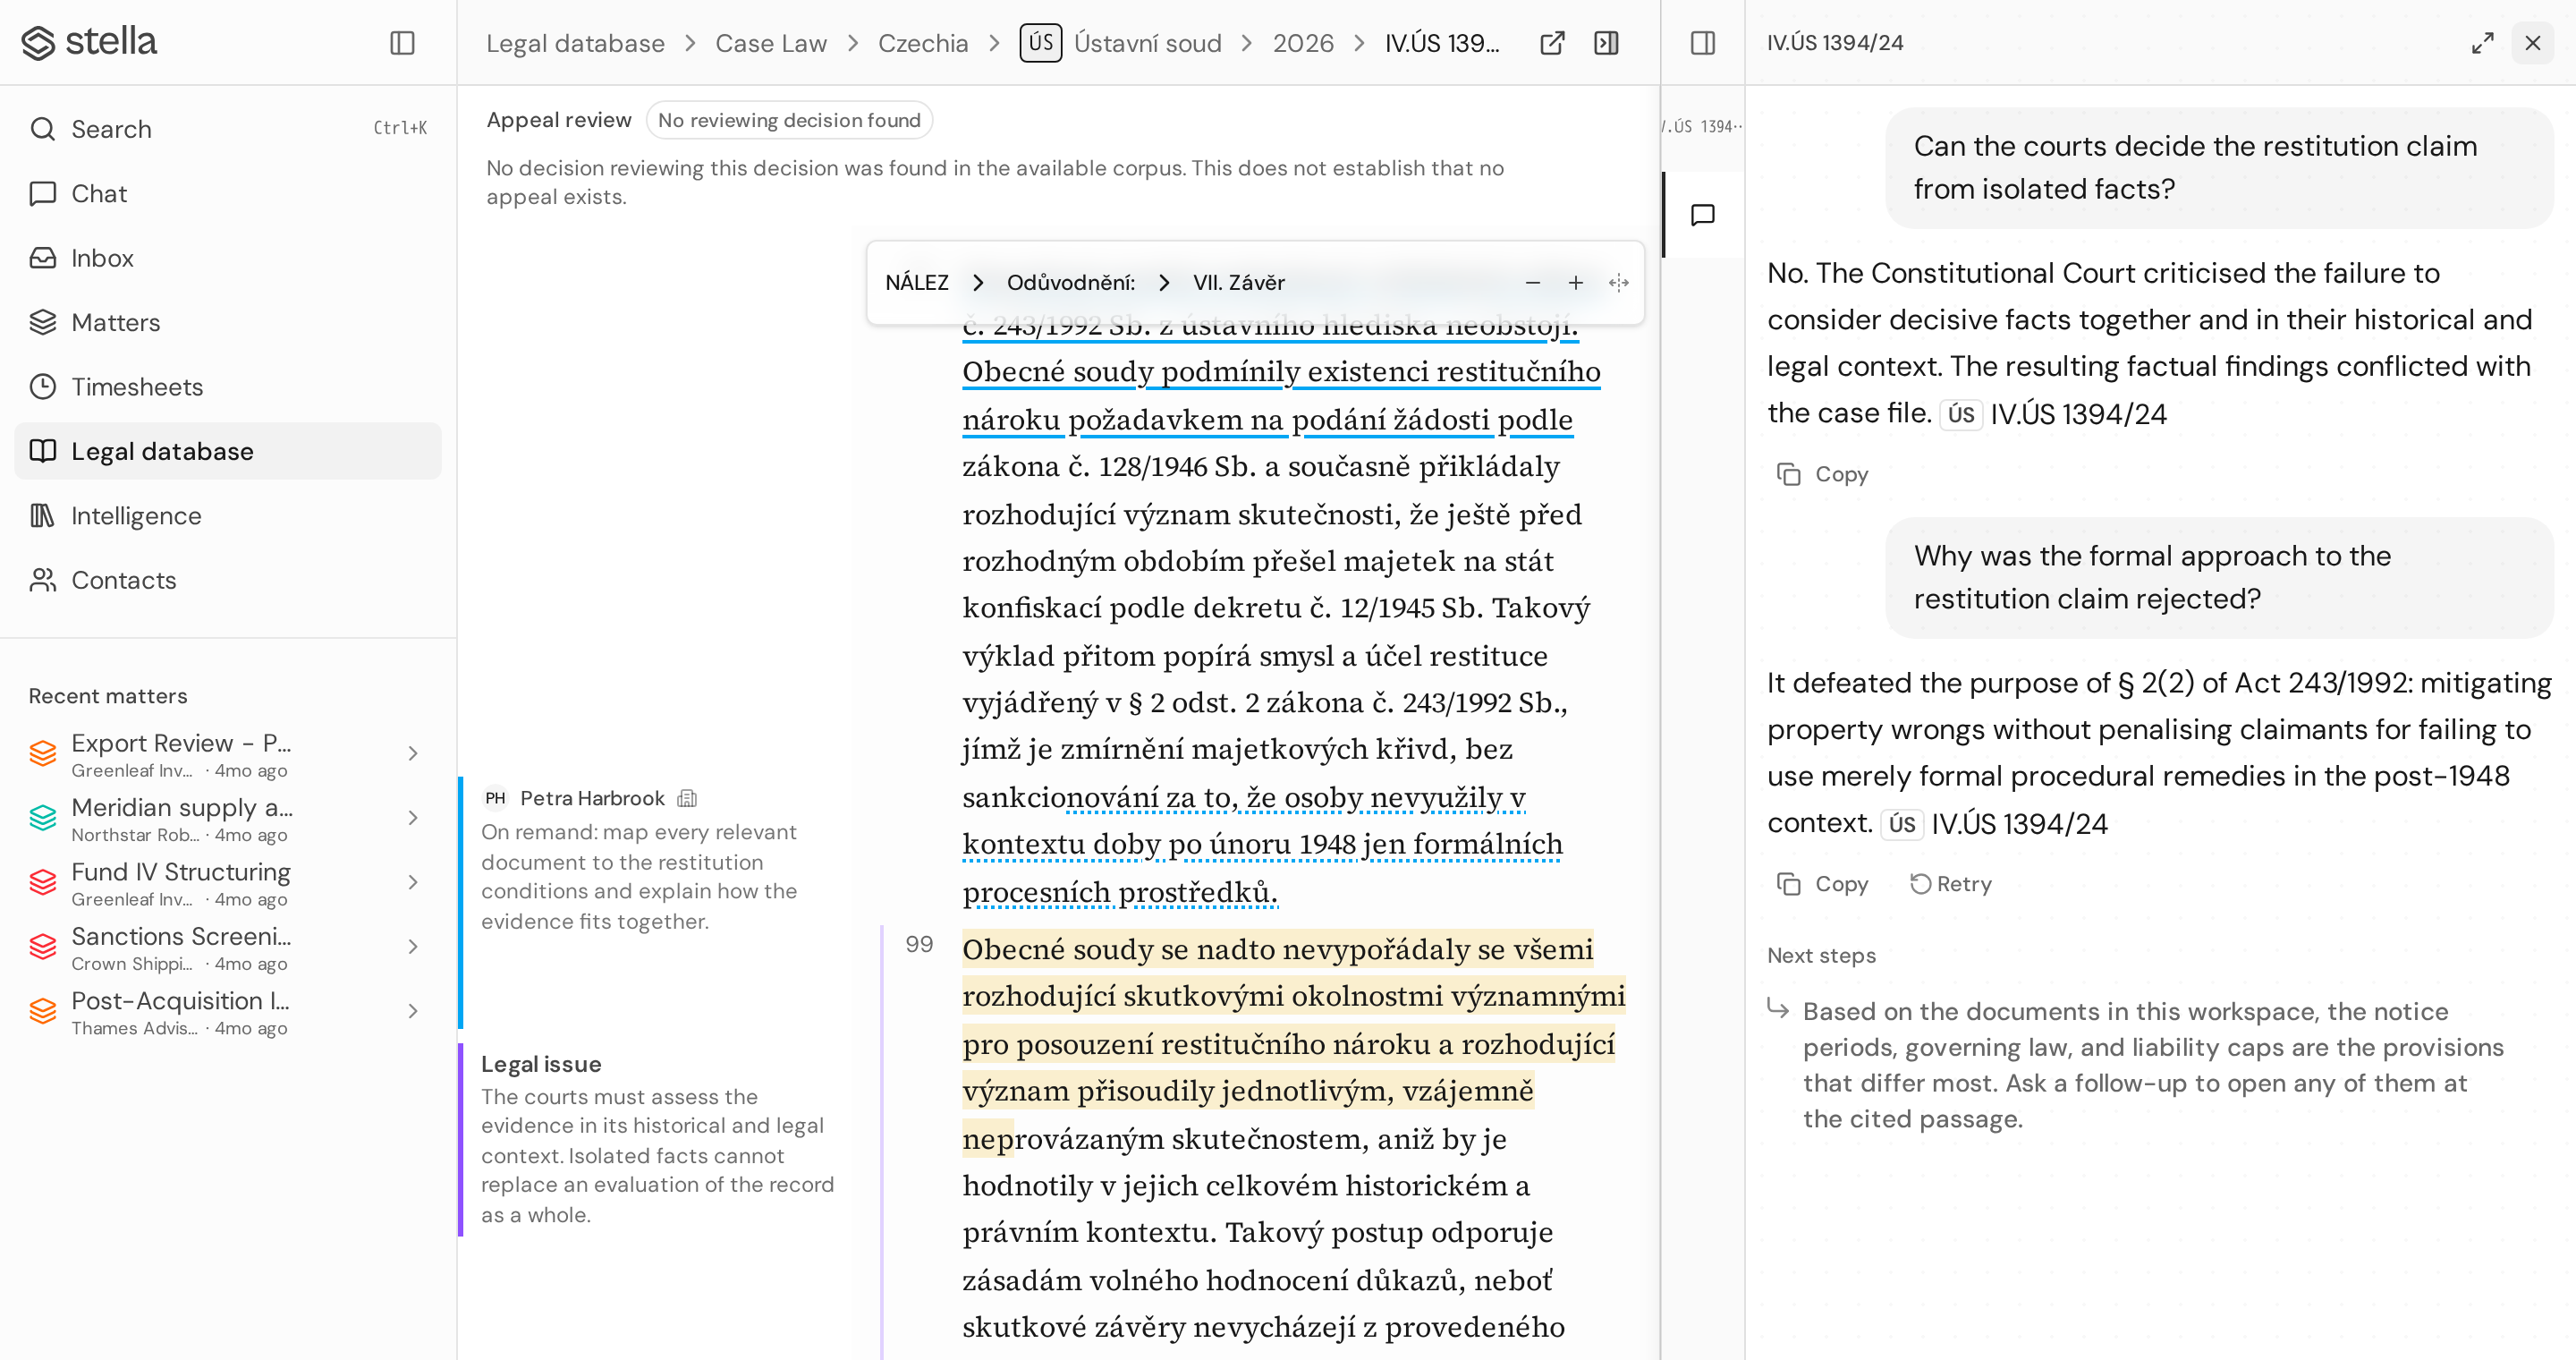 stella
Search Ctrl+K
Chat
Inbox
Matters
Timesheets
Legal database
Intelligence
Contacts
Recent matters
Export Review - P...
Greenleaf Inv... · 4mo ago
Meridian supply a...
Northstar Rob... · 4mo ago
Fund IV Structuring
Greenleaf Inv... · 4mo ago
Sanctions Screeni...
Crown Shippi... · 4mo ago
Post-Acquisition I...
Thames Advis... · 4mo ago
Legal database > Case Law > Czechia > ÚS Ústavní soud > 2026 > IV.ÚS 139...
Appeal review No reviewing decision found
No decision reviewing this decision was found in the available corpus. This does not establish that no
appeal exists.
NÁLEZ > Odůvodnění: > VII. Závěr
č. 243/1992 Sb. z ústavního hlediska neobstojí.
Obecné soudy podmínily existenci restitučního
nároku požadavkem na podání žádosti podle
zákona č. 128/1946 Sb. a současně přikládaly
rozhodující význam skutečnosti, že ještě před
rozhodným obdobím přešel majetek na stát
konfiskací podle dekretu č. 12/1945 Sb. Takový
výklad přitom popírá smysl a účel restituce
vyjádřený v § 2 odst. 2 zákona č. 243/1992 Sb.,
jímž je zmírnění majetkových křivd, bez
sankcionování za to, že osoby nevyužily v
kontextu doby po únoru 1948 jen formálních
procesních prostředků.
99 Obecné soudy se nadto nevypořádaly se všemi
rozhodující skutkovými okolnostmi významnými
pro posouzení restitučního nároku a rozhodující
význam přisoudily jednotlivým, vzájemně
neprovázaným skutečnostem, aniž by je
hodnotily v jejich celkovém historickém a
právním kontextu. Takový postup odporuje
zásadám volného hodnocení důkazů, neboť
skutkové závěry nevycházejí z provedeného
PH Petra Harbrook
On remand: map every relevant
document to the restitution
conditions and explain how the
evidence fits together.
Legal issue
The courts must assess the
evidence in its historical and legal
context. Isolated facts cannot
replace an evaluation of the record
as a whole.
.ÚS 1394..
IV.ÚS 1394/24
Can the courts decide the restitution claim
from isolated facts?
No. The Constitutional Court criticised the failure to
consider decisive facts together and in their historical and
legal context. The resulting factual findings conflicted with
the case file. ÚS IV.ÚS 1394/24
Copy
Why was the formal approach to the
restitution claim rejected?
It defeated the purpose of § 2(2) of Act 243/1992: mitigating
property wrongs without penalising claimants for failing to
use merely formal procedural remedies in the post-1948
context. ÚS IV.ÚS 1394/24
Copy Retry
Next steps
Based on the documents in this workspace, the notice
periods, governing law, and liability caps are the provisions
that differ most. Ask a follow-up to open any of them at
the cited passage.